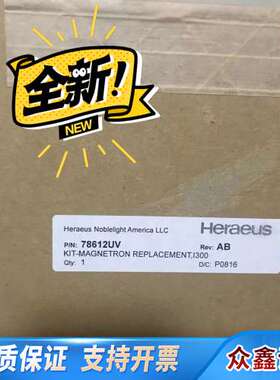 全新!
NEW
Heraeus Noblelight America LLC
Heraeus
P/N: 78612UV
Rev: AB
KIT-MAGNETRON REPLACEMENT,I300
Qty: 1
D/C: P0816
质保证 支持开票
众鑫